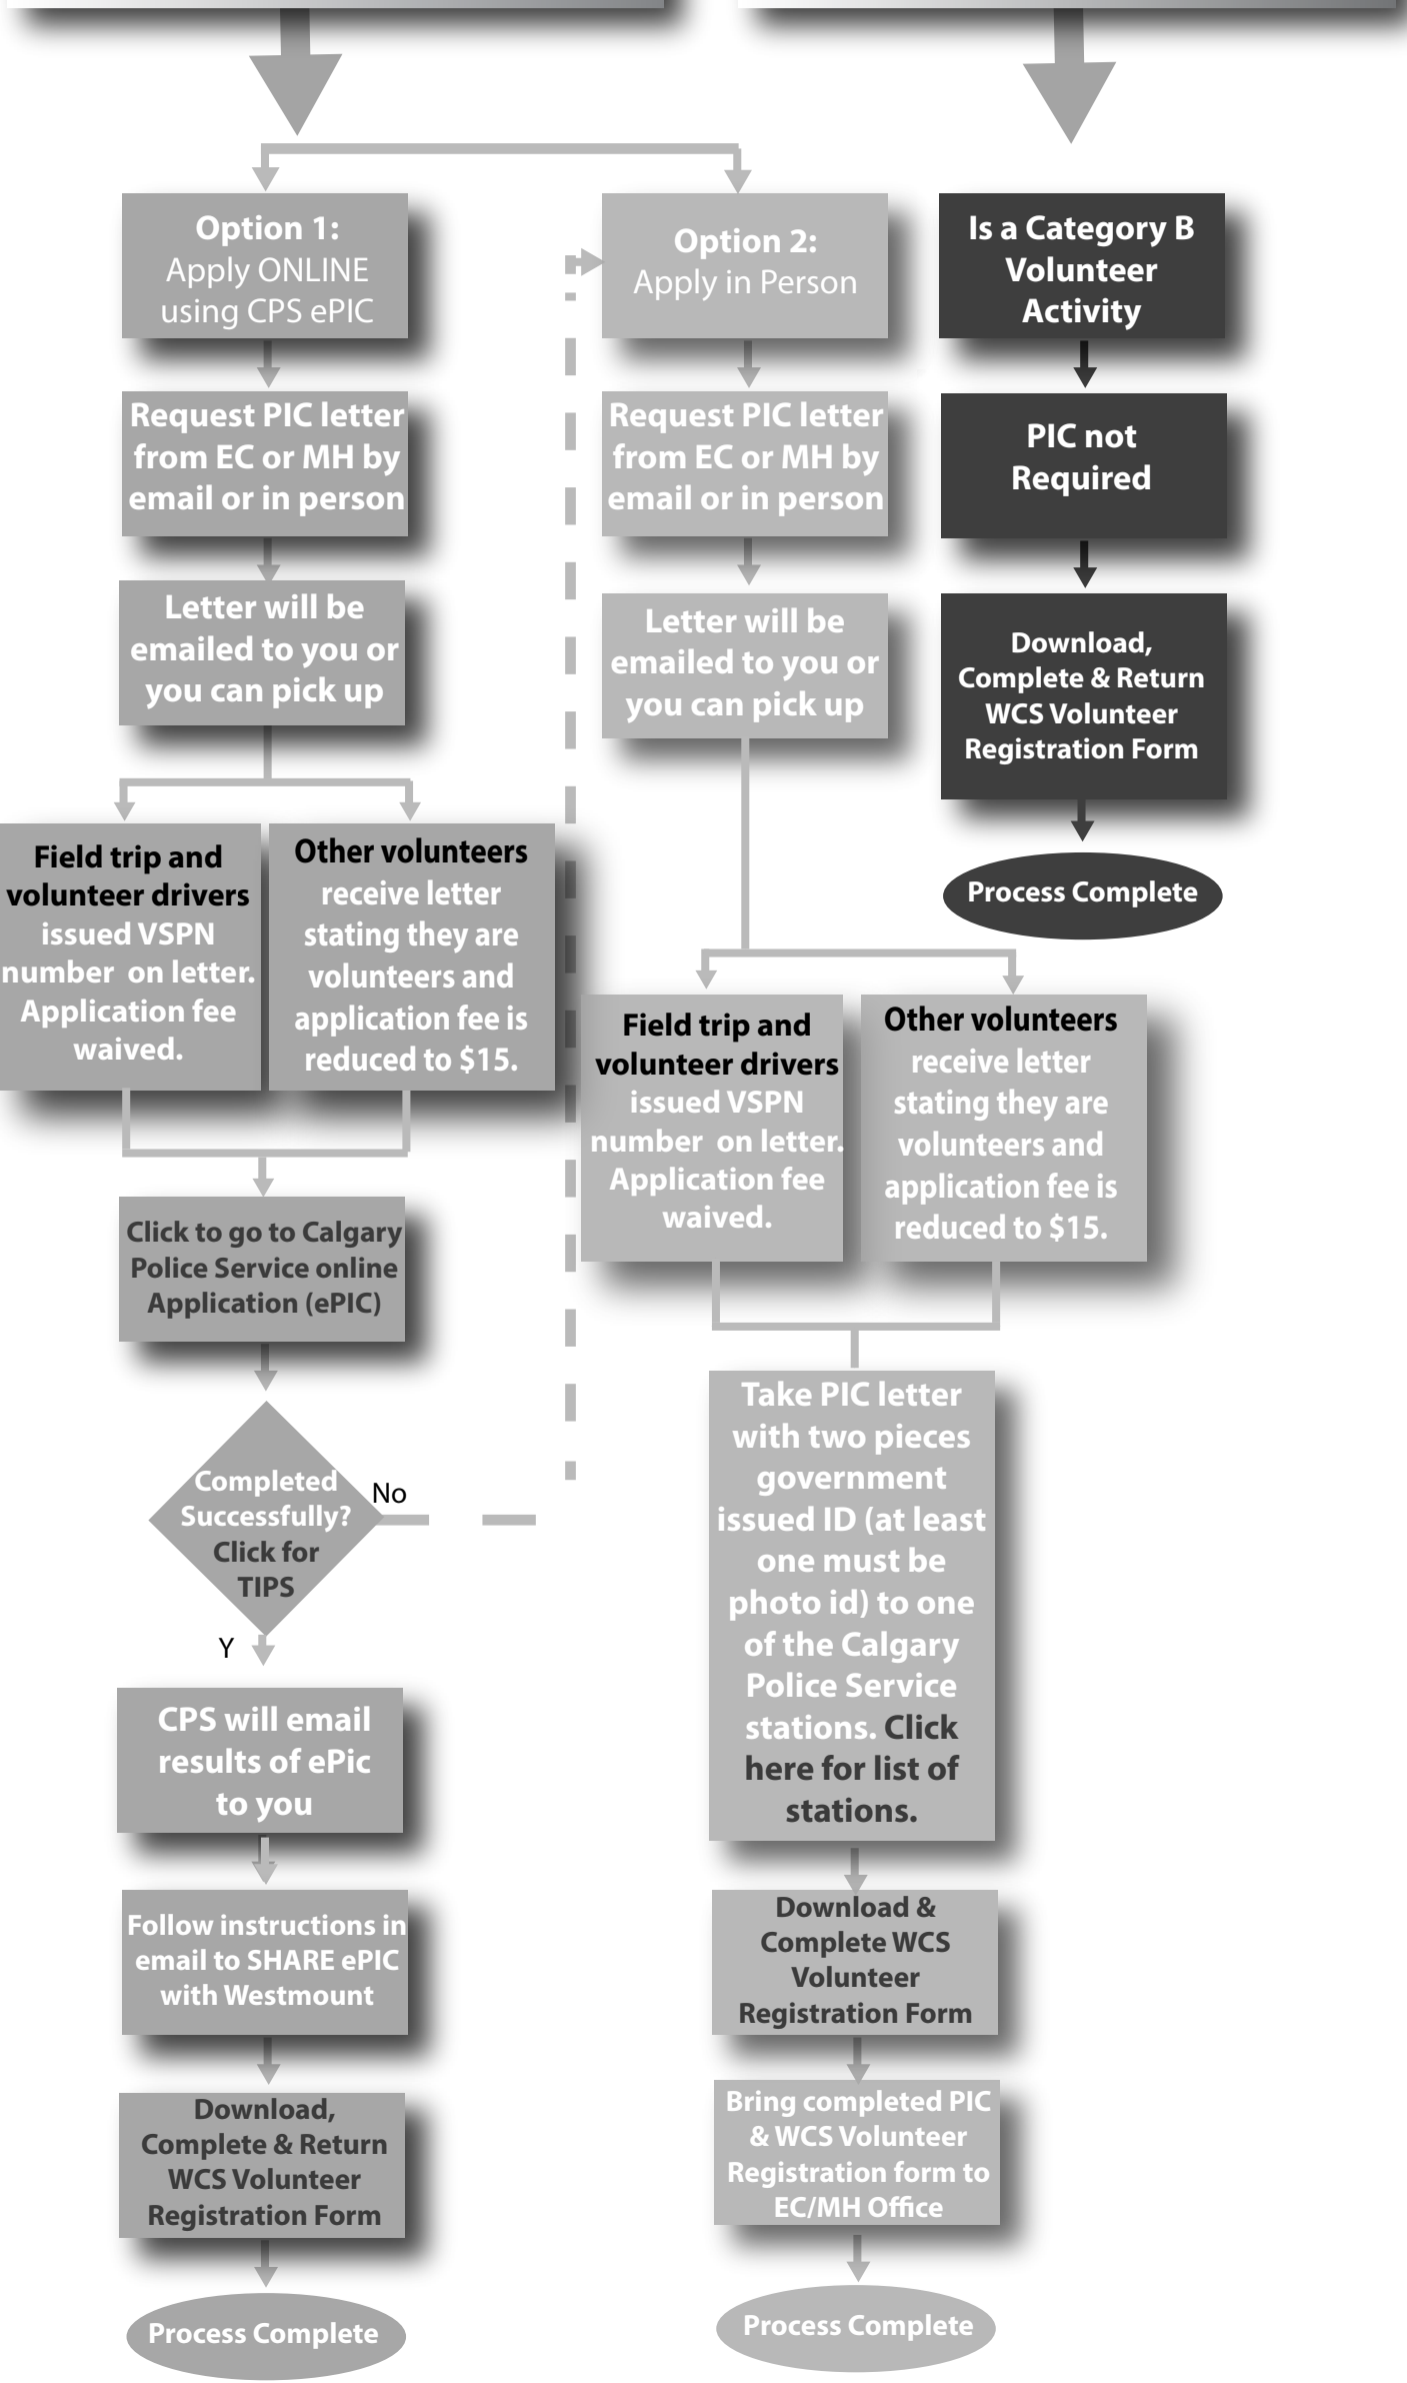 Option 1:
Apply ONLINE
using CPS ePIC
Request PIC letter
from EC or MH by
email or in person
Letter will be
emailed to you or
you can pick up
Field trip and
volunteer drivers
issued VSPN
number on letter.
Application fee
waived.
Other volunteers
receive letter
stating they are
volunteers and
application fee is
reduced to $15.
Click to go to Calgary
Police Service online
Application (ePIC)
Completed
Successfully?
Click for
TIPS
No
Y
CPS will email
results of ePic
to you
Follow instructions in
email to SHARE ePIC
with Westmount
Download,
Complete & Return
WCS Volunteer
Registration Form
Process Complete
Option 2:
Apply in Person
Request PIC letter
from EC or MH by
email or in person
Letter will be
emailed to you or
you can pick up
Field trip and
volunteer drivers
issued VSPN
number on letter.
Application fee
waived.
Other volunteers
receive letter
stating they are
volunteers and
application fee is
reduced to $15.
Take PIC letter
with two pieces
government
issued ID (at least
one must be
photo id) to one
of the Calgary
Police Service
stations. Click
here for list of
stations.
Download &
Complete WCS
Volunteer
Registration Form
Bring completed PIC
& WCS Volunteer
Registration form to
EC/MH Office
Process Complete
Is a Category B
Volunteer
Activity
PIC not
Required
Download,
Complete & Return
WCS Volunteer
Registration Form
Process Complete